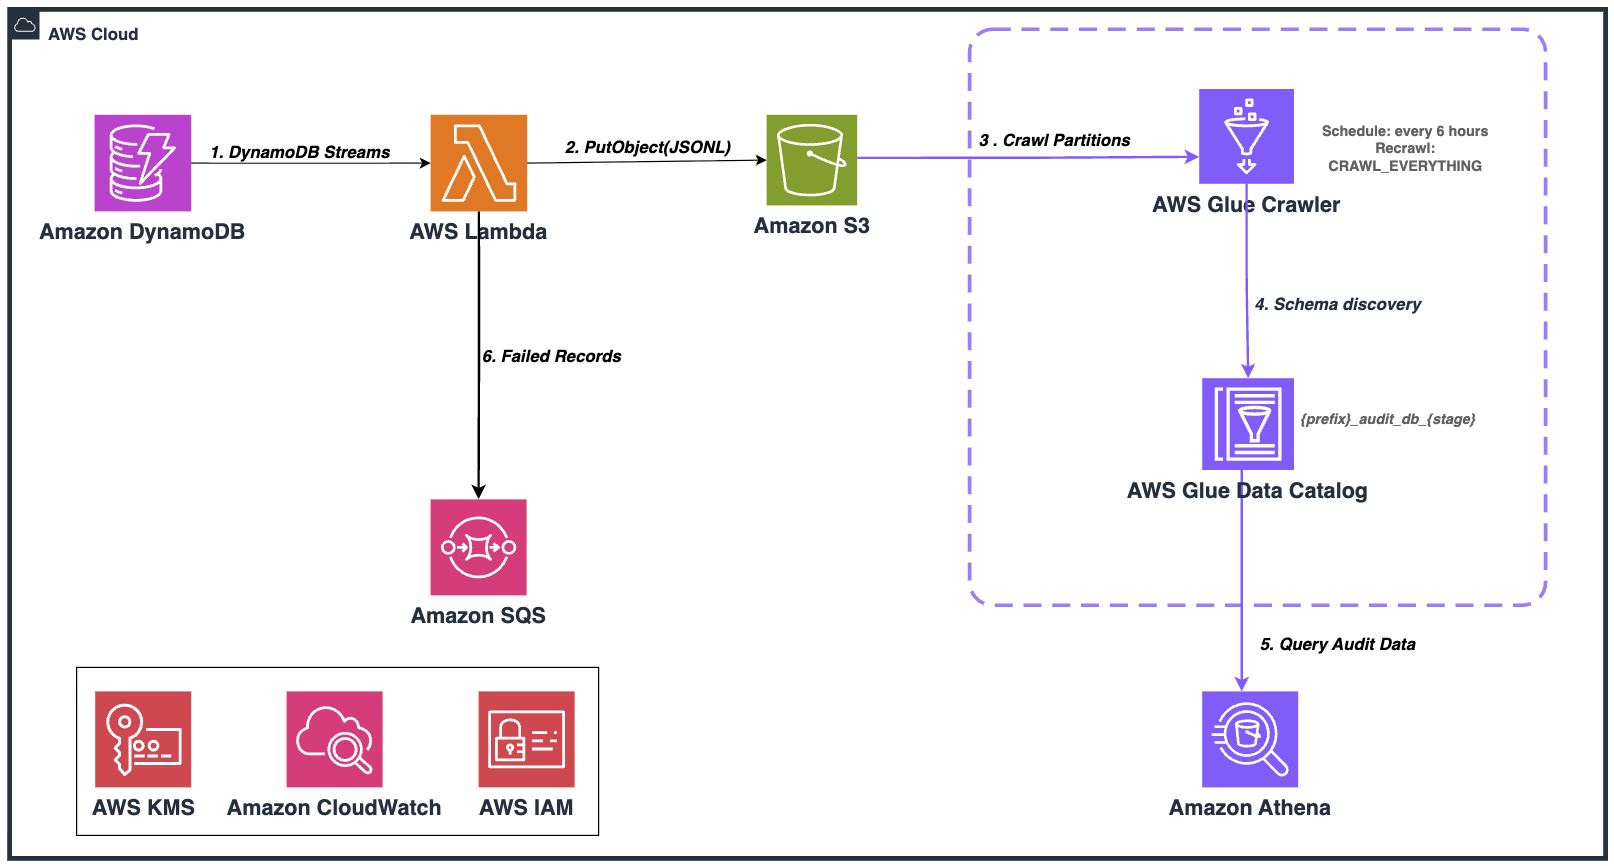 AWS Cloud
1. DynamoDB Streams
2. PutObject(JSONL)
3 . Crawl Partitions
Schedule: every 6 hours
Recrawl:
CRAWL_EVERYTHING
Amazon DynamoDB
AWS Lambda
Amazon S3
AWS Glue Crawler
4. Schema discovery
6. Failed Records
{prefix}_audit_db_{stage}
AWS Glue Data Catalog
Amazon SQS
5. Query Audit Data
AWS KMS
Amazon CloudWatch
AWS IAM
Amazon Athena